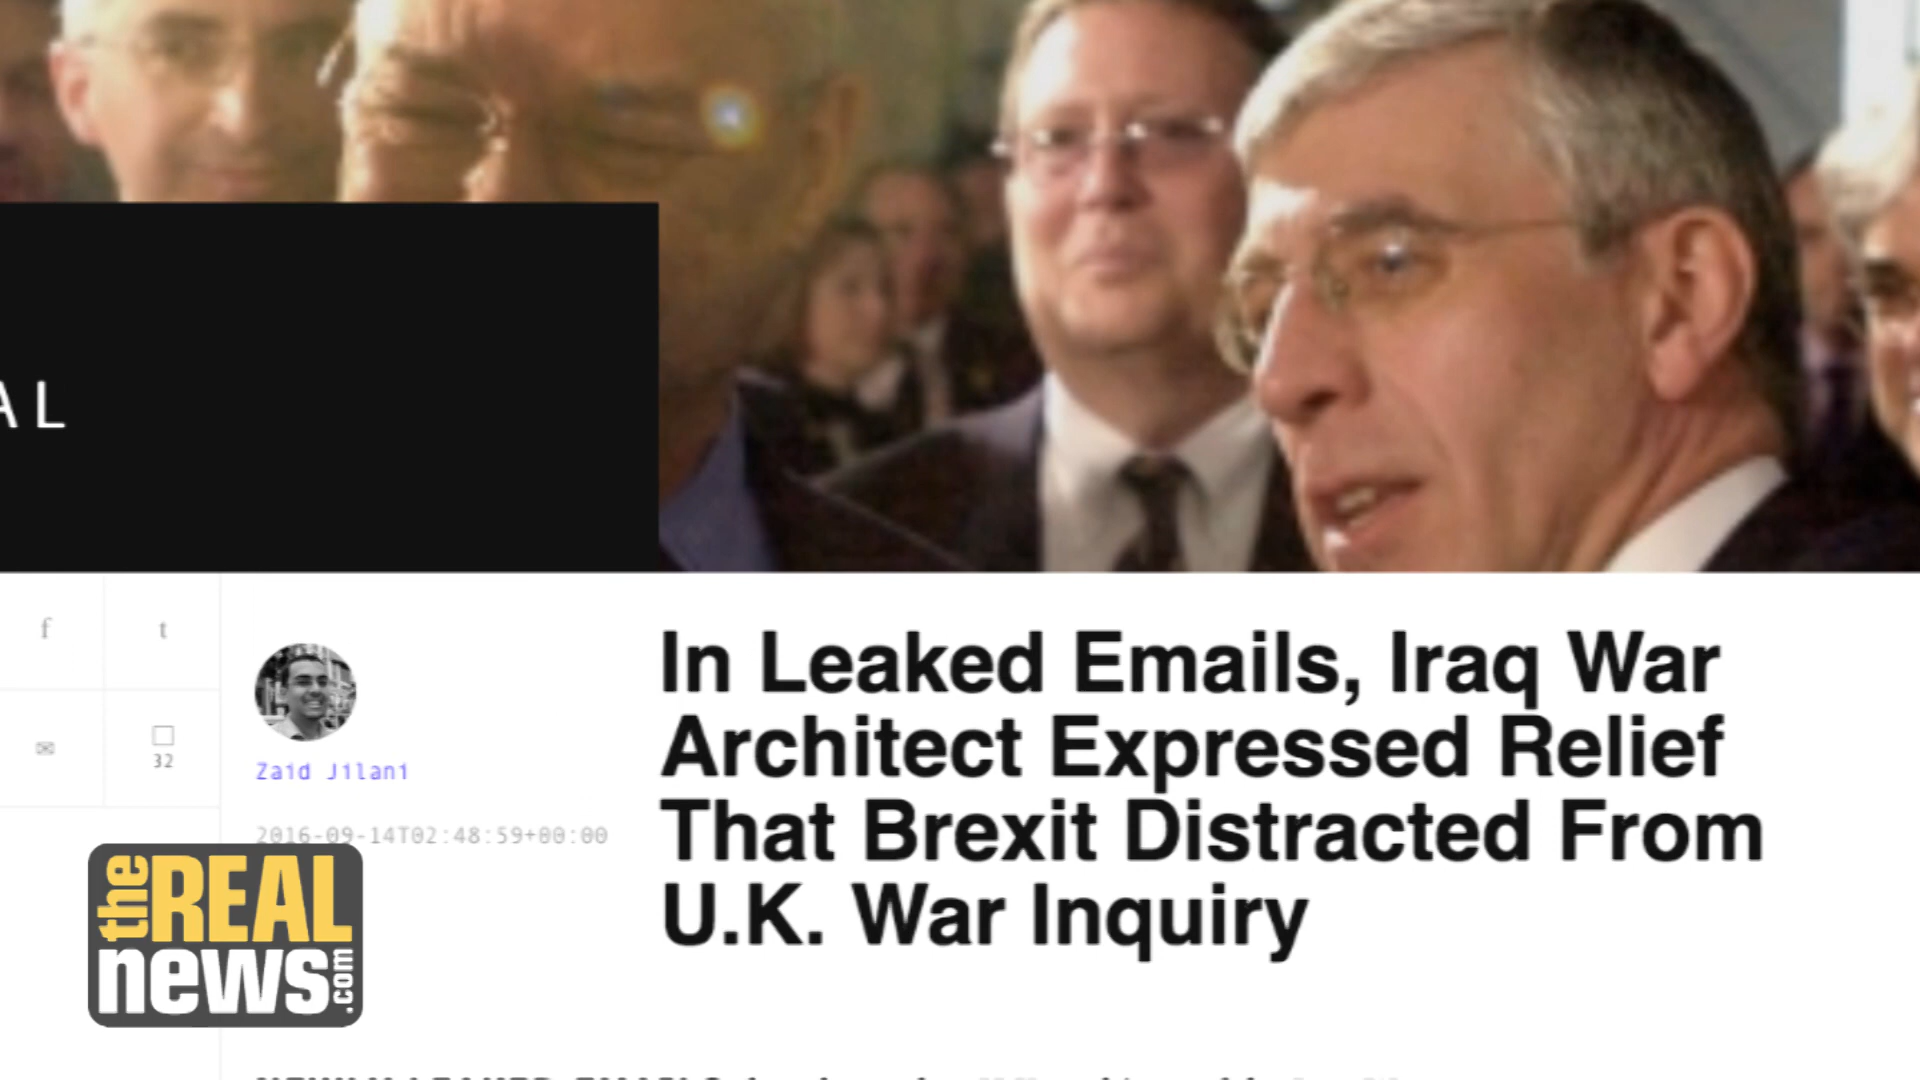 AL
f
t
32
Zaid Jilani
2016-09-14T02:48:59+00:00
In Leaked Emails, Iraq War
Architect Expressed Relief
That Brexit Distracted From
U.K. War Inquiry
the REAL
news.com